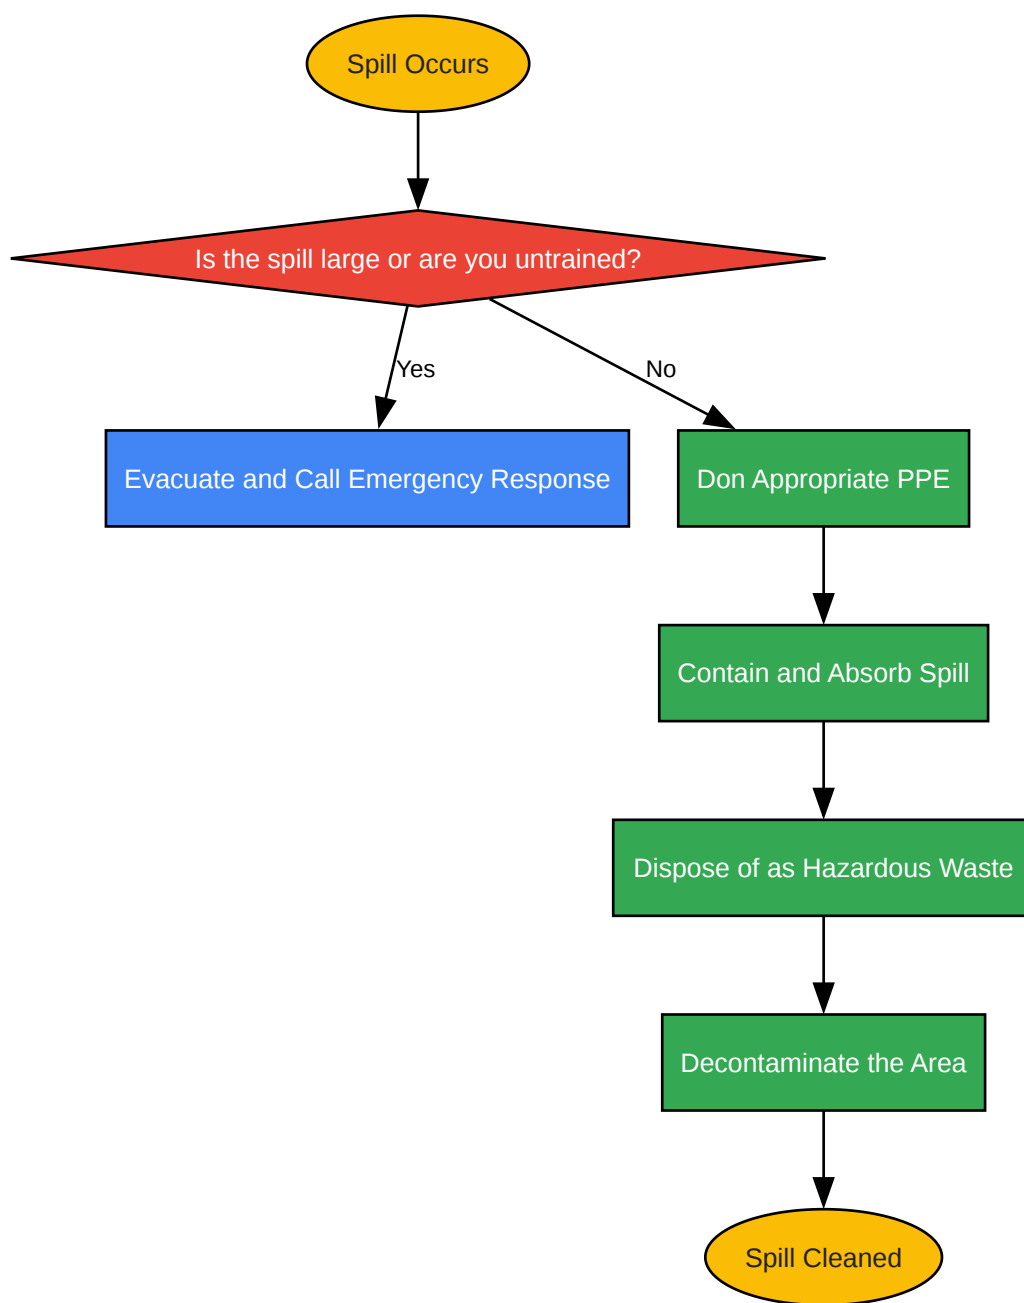 Spill Occurs
Is the spill large or are you untrained?
Yes
No
Evacuate and Call Emergency Response
Don Appropriate PPE
Contain and Absorb Spill
Dispose of as Hazardous Waste
Decontaminate the Area
Spill Cleaned